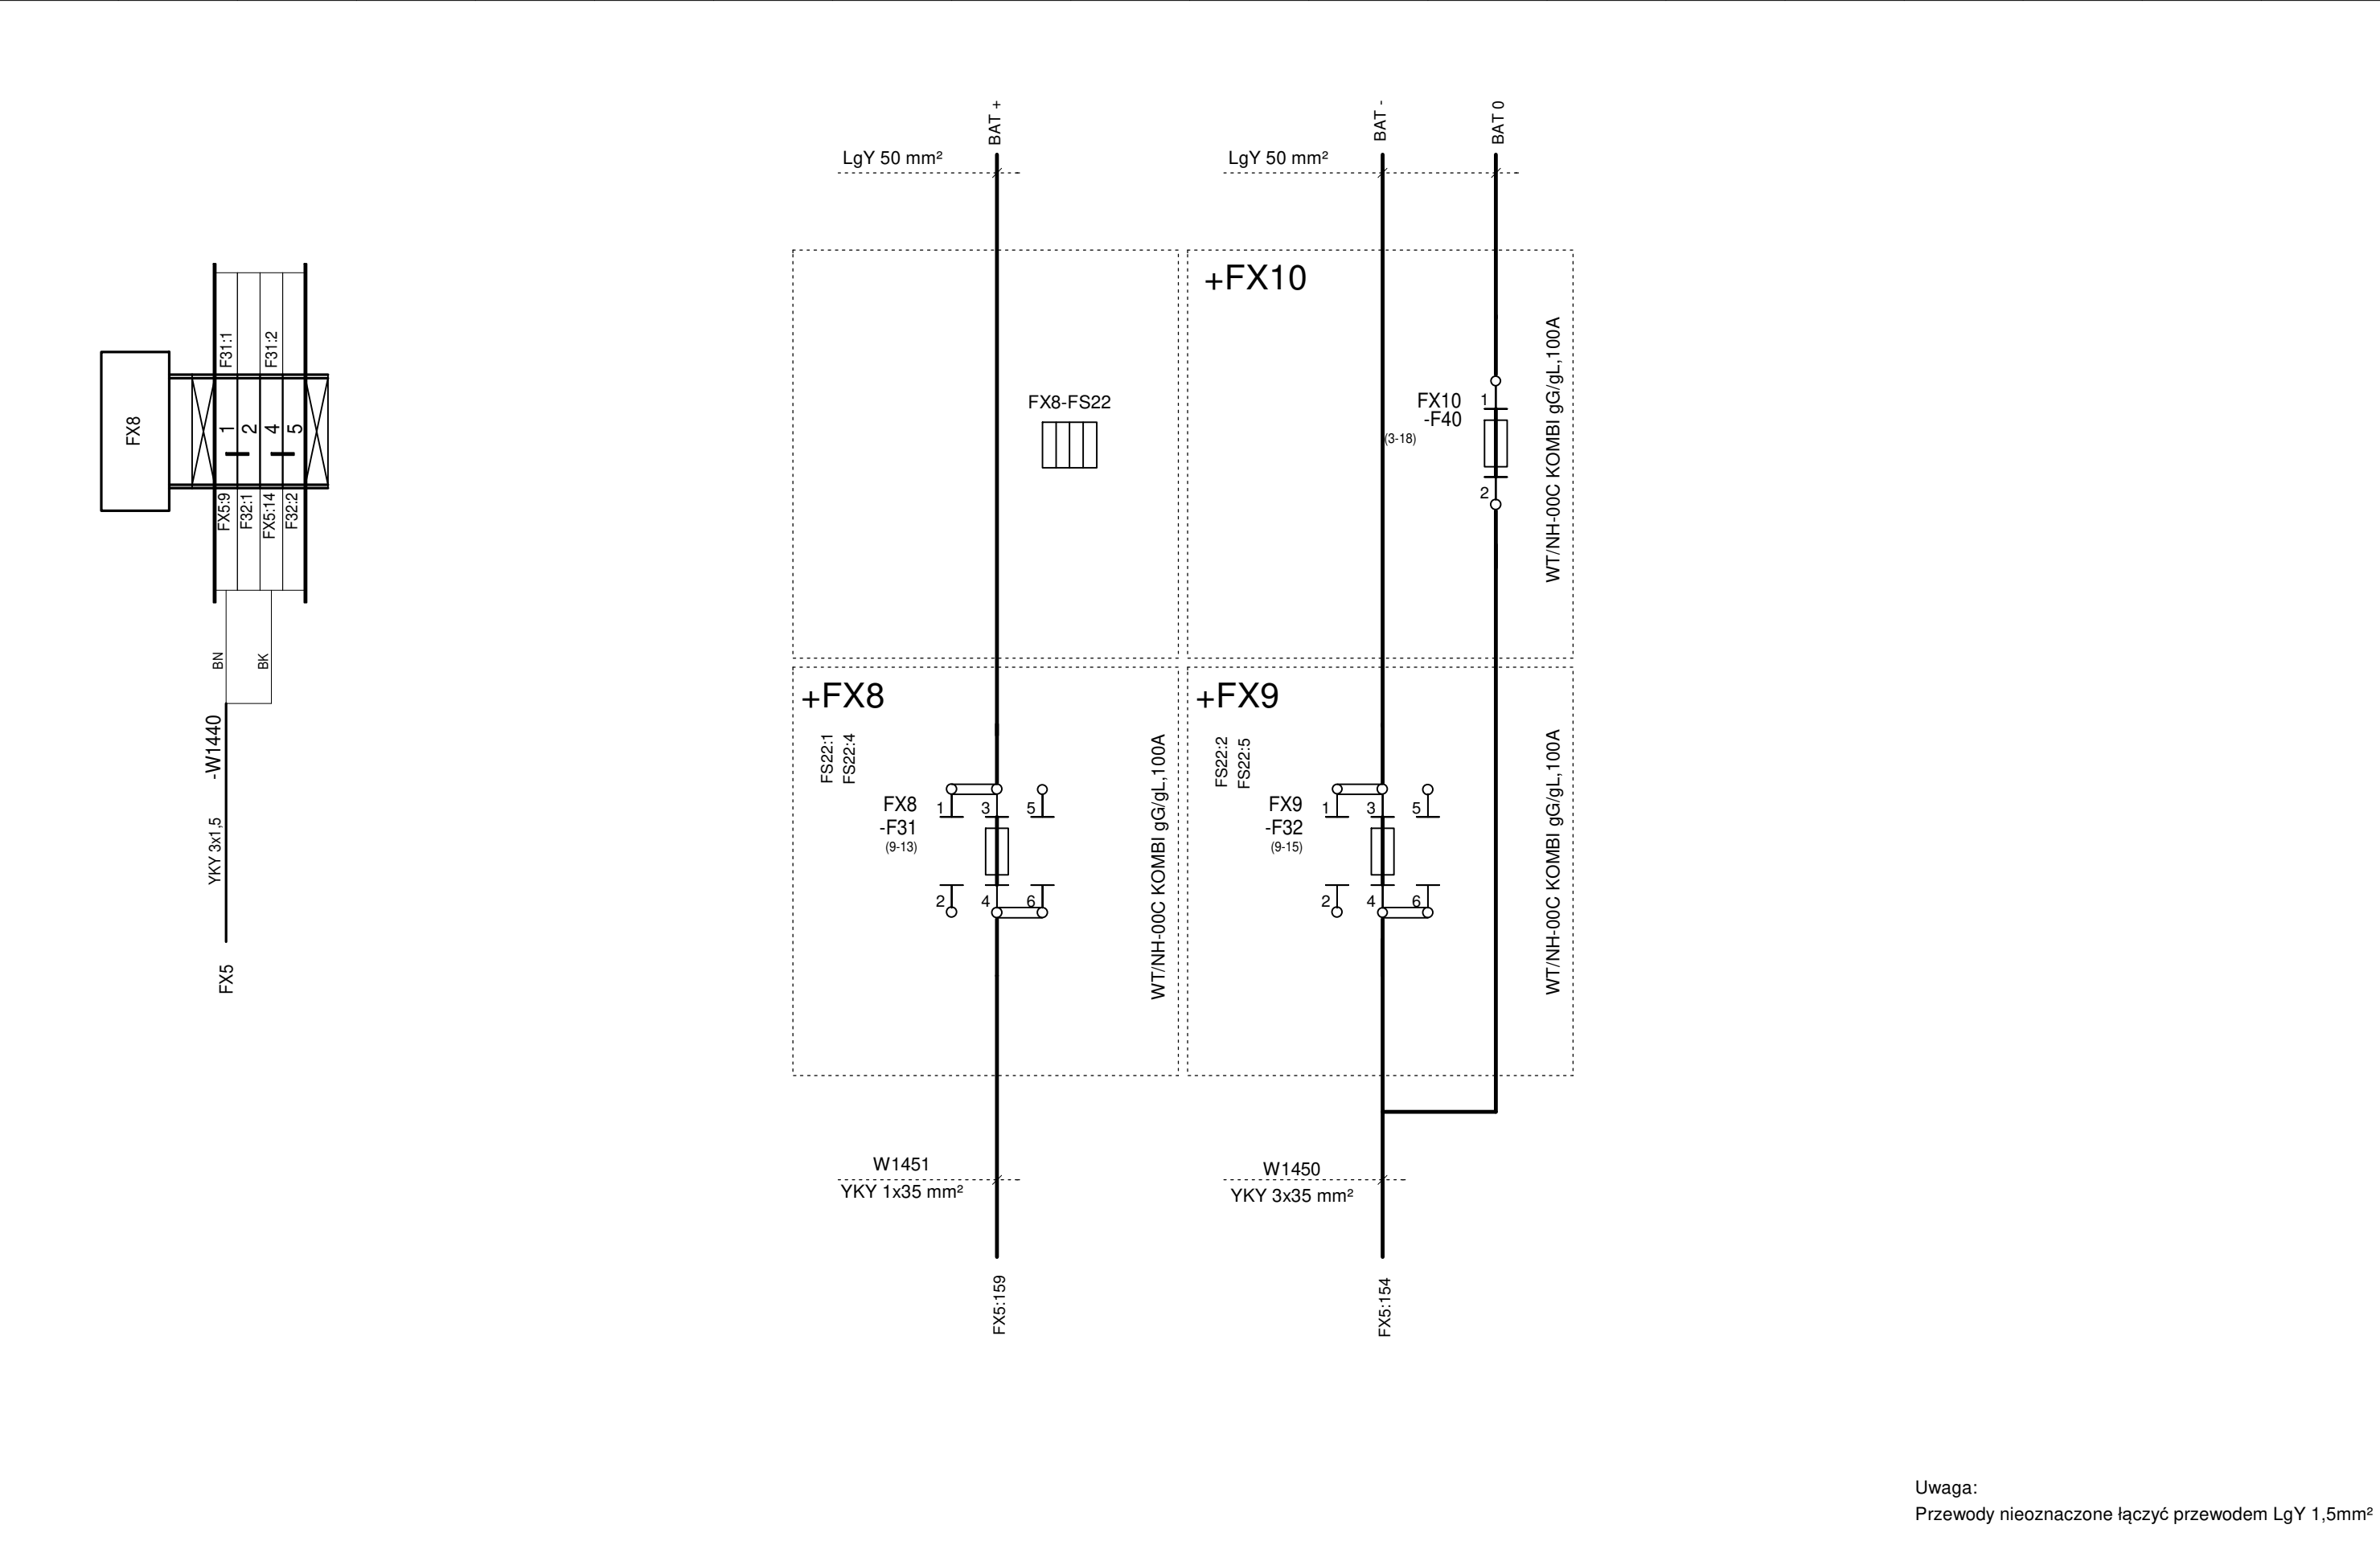 BAT +
BAT -
BAT 0
LgY 50 mm²
LgY 50 mm²
+FX10
F31:1
F31:2
FX8
1
2
4
5
FX5:9
F32:1
FX5:14
F32:2
BN
BK
-W1440
YKY 3x1,5
FX5
FX8-FS22
FX10
-F40
(3-18)
1
2
WT/NH-00C KOMBI gG/gL,100A
+FX8
FS22:1
FS22:4
FX8
-F31
(9-13)
1
3
5
2
4
6
WT/NH-00C KOMBI gG/gL,100A
+FX9
FS22:2
FS22:5
FX9
-F32
(9-15)
1
3
5
2
4
6
WT/NH-00C KOMBI gG/gL,100A
W1451
YKY 1x35 mm²
W1450
YKY 3x35 mm²
FX5:159
FX5:154
Uwaga:
Przewody nieoznaczone łączyć przewodem LgY 1,5mm²